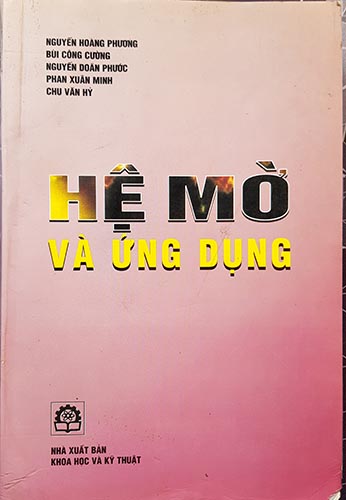 NGUYỄN HOÀNG PHƯƠNG
BÙI CÔNG CƯỜNG
NGUYỄN DOÃN PHƯỚC
PHAN XUÂN MINH
CHU VĂN HỶ
HỆ MỜ
VÀ ỨNG DỤNG
NHÀ XUẤT BẢN
KHOA HỌC VÀ KỸ THUẬT